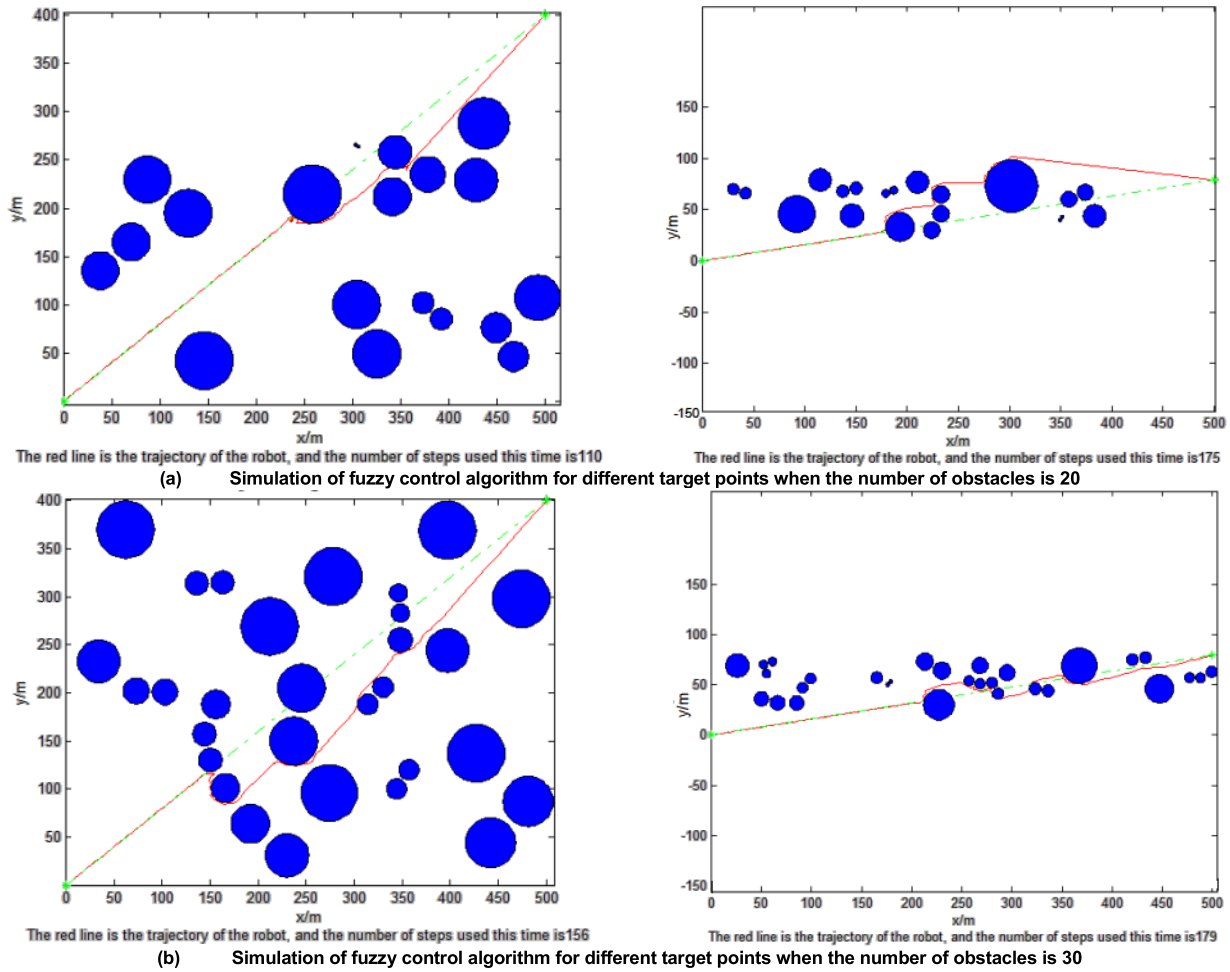 400
350
300
250
200
150
100
50
y/m
0 50 100 150 200 250 300 350 400 450 500
x/m
The red line is the trajectory of the robot, and the number of steps used this time is110
150
100
50
0
-50
-100
-150
y/m
0 50 100 150 200 250 300 350 400 450 500
x/m
The red line is the trajectory of the robot, and the number of steps used this time is175
(a) Simulation of fuzzy control algorithm for different target points when the number of obstacles is 20
400
350
300
250
200
150
100
50
y/m
0 50 100 150 200 250 300 350 400 450 500
x/m
The red line is the trajectory of the robot, and the number of steps used this time is156
150
100
50
0
-50
-100
-150
y/m
0 50 100 150 200 250 300 350 400 450 500
x/m
The red line is the trajectory of the robot, and the number of steps used this time is179
(b) Simulation of fuzzy control algorithm for different target points when the number of obstacles is 30